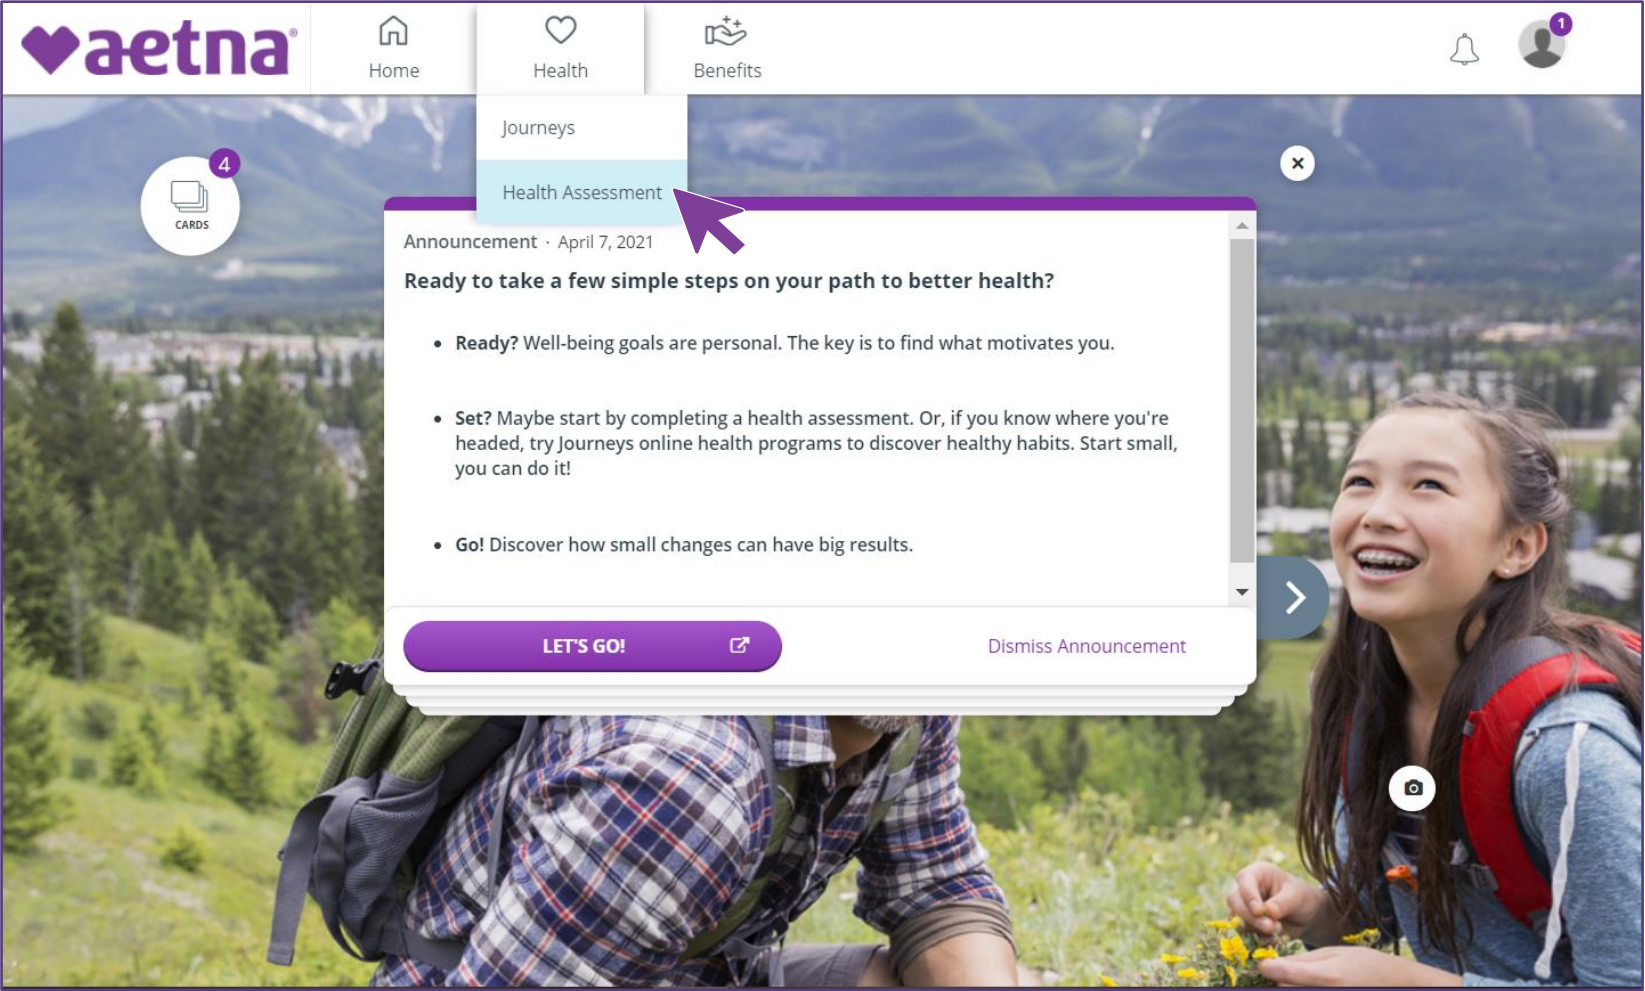 aetna®
Home
Health
Benefits
1
Journeys
Health Assessment
4
CARDS
Announcement · April 7, 2021
Ready to take a few simple steps on your path to better health?
• Ready? Well-being goals are personal. The key is to find what motivates you.
• Set? Maybe start by completing a health assessment. Or, if you know where you're
headed, try Journeys online health programs to discover healthy habits. Start small,
you can do it!
• Go! Discover how small changes can have big results.
LET'S GO!
Dismiss Announcement